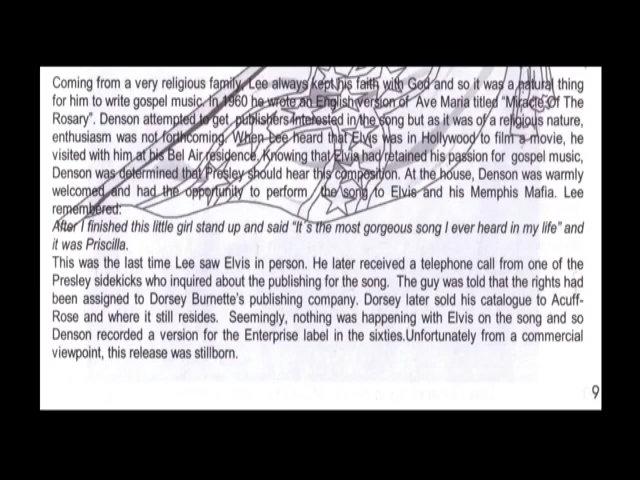 Coming from a very religious family, Lee always kept his faith with God and so it was a natural thing
for him to write gospel music. In 1960 he wrote an English version of Ave Maria titled "Miracle Of The
Rosary". Denson attempted to get publishers interested in the song but as it was of a religious nature,
enthusiasm was not forthcoming. When Lee heard that Elvis was in Hollywood to film a movie, he
visited with him at his Bel Air residence. Knowing that Elvis had retained his passion for gospel music,
Denson was determined that Presley should hear this composition. At the house, Denson was warmly
welcomed and had the opportunity to perform the song to Elvis and his Memphis Mafia. Lee
remembered:
After I finished this little girl stand up and said "It´s the most gorgeous song I ever heard in my life" and
it was Priscilla.
This was the last time Lee saw Elvis in person. He later received a telephone call from one of the
Presley sidekicks who inquired about the publishing for the song. The guy was told that the rights had
been assigned to Dorsey Burnette's publishing company. Dorsey later sold his catalogue to Acuff-
Rose and where it still resides. Seemingly, nothing was happening with Elvis on the song and so
Denson recorded a version for the Enterprise label in the sixties.Unfortunately from a commercial
viewpoint, this release was stillborn.
9